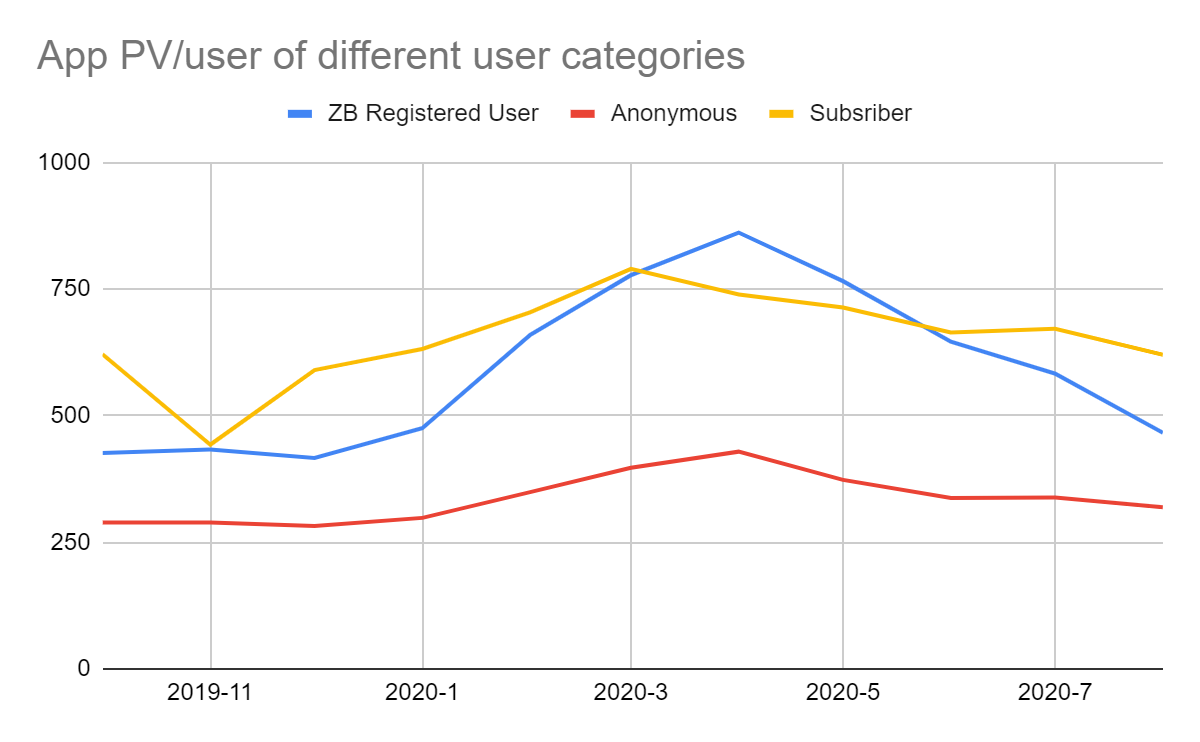 App PV/user of different user categories
ZB Registered User Anonymous Subsriber
1000
750
500
250
0
2019-11 2020-1 2020-3 2020-5 2020-7